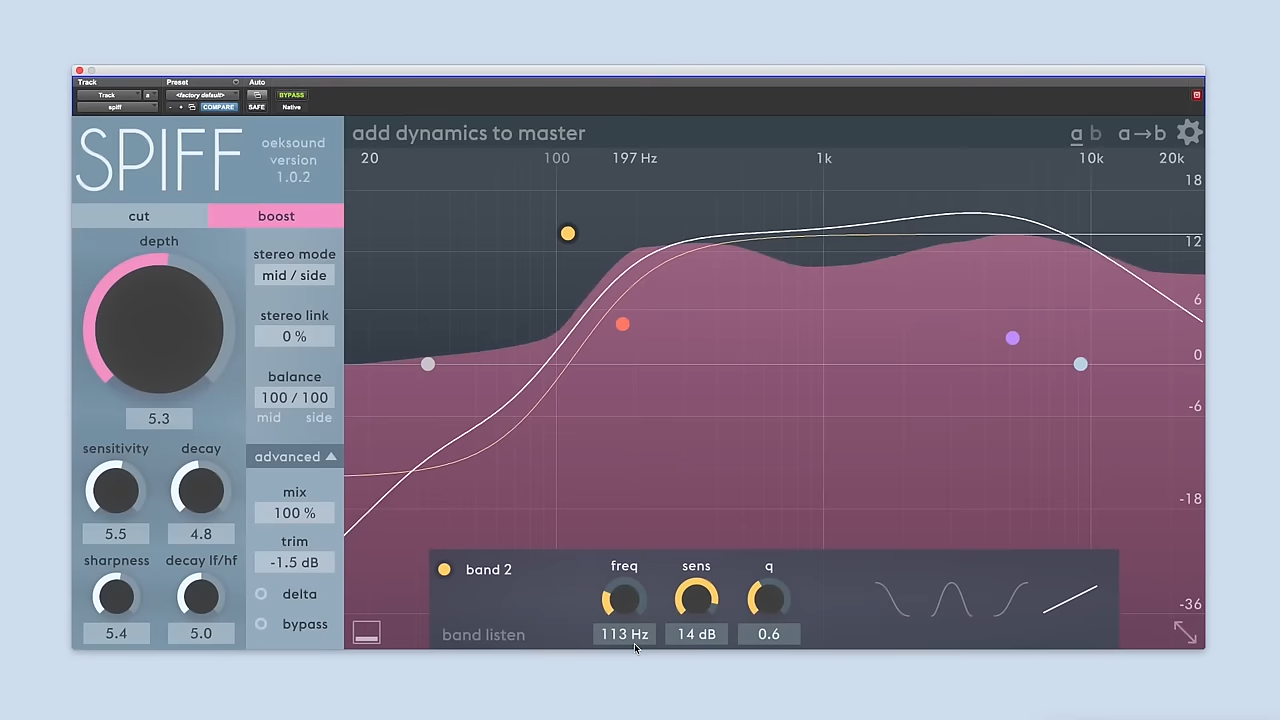 Track Preset Auto
Track a <factory default> BYPASS
spiff - + COMPARE SAFE Native
SPIFF
oeksound
version
1.0.2
add dynamics to master
a b a→b
20 100 197 Hz 1k 10k 20k
cut boost
depth
5.3
sensitivity decay
5.5 4.8
sharpness decay lf/hf
5.4 5.0
stereo mode
mid / side
stereo link
0 %
balance
100 / 100
mid side
advanced
mix
100 %
trim
-1.5 dB
delta
bypass
18
12
6
0
-6
-18
-36
band 2
freq sens q
113 Hz 14 dB 0.6
band listen